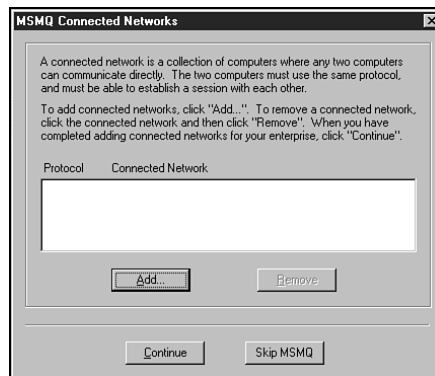 MSMQ Connected Networks
A connected network is a collection of computers where any two computers
can communicate directly. The two computers must use the same protocol,
and must be able to establish a session with each other.
To add connected networks, click "Add...". To remove a connected network,
click the connected network and then click "Remove". When you have
completed adding connected networks for your enterprise, click "Continue".
Protocol Connected Network
Add... Remove
Continue Skip MSMQ